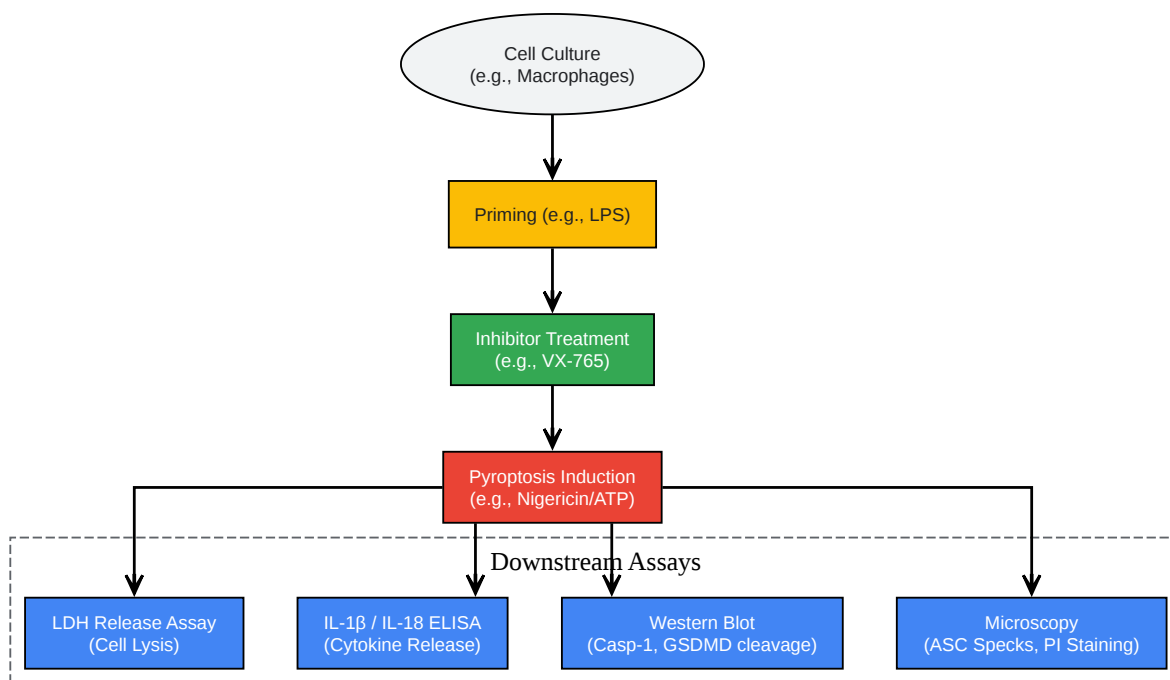 Cell Culture
(e.g., Macrophages)
Priming (e.g., LPS)
Inhibitor Treatment
(e.g., VX-765)
Pyroptosis Induction
(e.g., Nigericin/ATP)
Downstream Assays
LDH Release Assay
(Cell Lysis)
IL-1β / IL-18 ELISA
(Cytokine Release)
Western Blot
(Casp-1, GSDMD cleavage)
Microscopy
(ASC Specks, PI Staining)